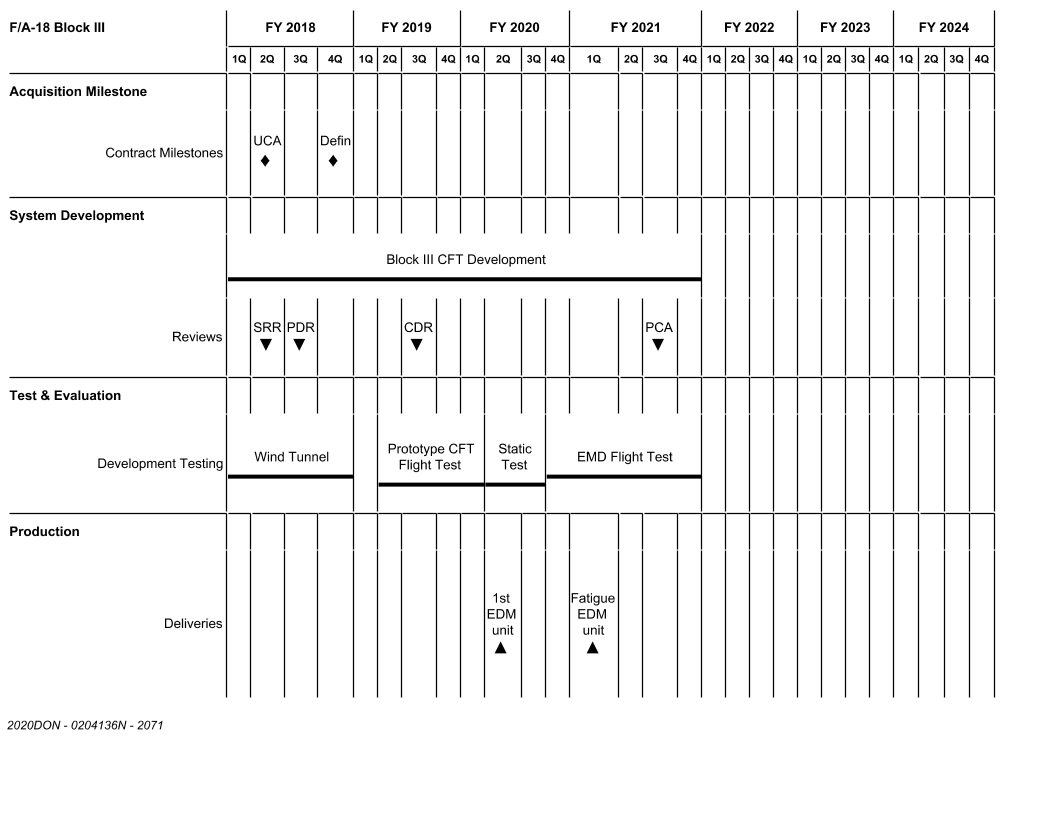 F/A-18 Block III FY 2018 FY 2019 FY 2020 FY 2021 FY 2022 FY 2023 FY 2024
1Q 2Q 3Q 4Q 1Q 2Q 3Q 4Q 1Q 2Q 3Q 4Q 1Q 2Q 3Q 4Q 1Q 2Q 3Q 4Q 1Q 2Q 3Q 4Q 1Q 2Q 3Q 4Q
Acquisition Milestone
UCA Defin
Contract Milestones
System Development
Block III CFT Development
SRR PDR CDR PCA
Reviews
Test & Evaluation
Development Testing
Wind Tunnel
Prototype CFT
Flight Test
Static
Test
EMD Flight Test
Production
Deliveries
1st
EDM
unit
Fatigue
EDM
unit
2020DON - 0204136N - 2071